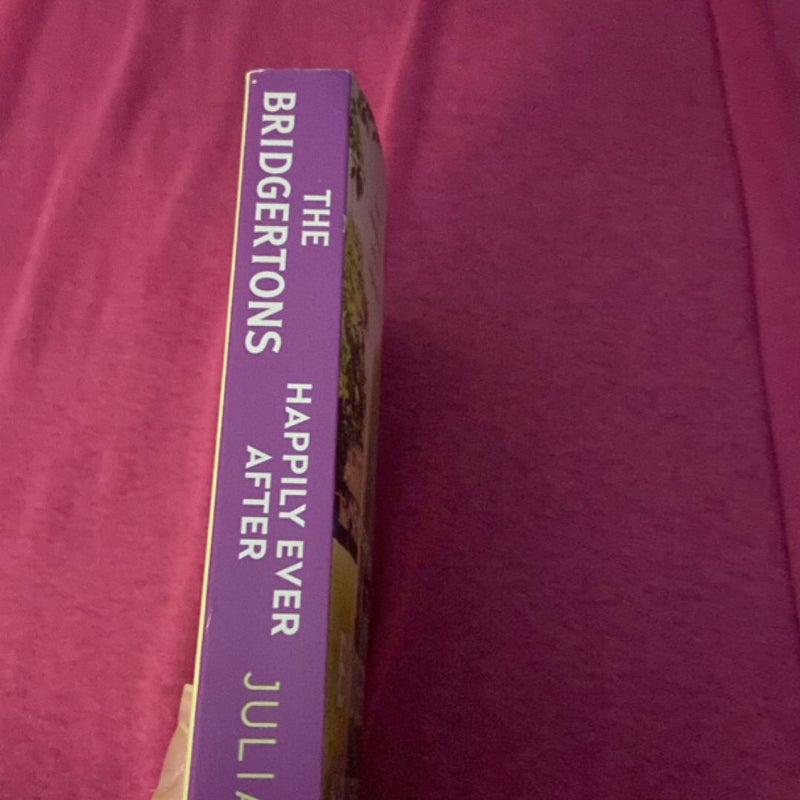 THE
BRIDGERTONS
HAPPILY EVER
AFTER
JULIA